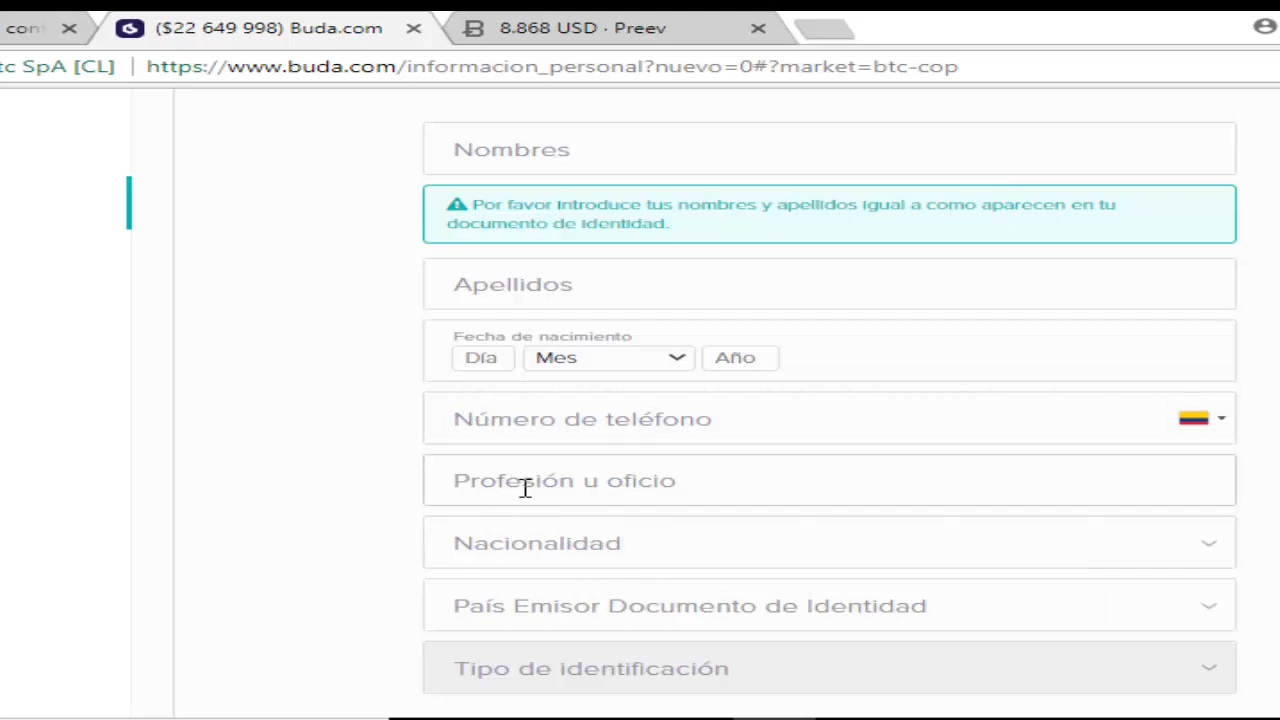 con
($22 649 998) Buda.com
8.868 USD · Preev
tc SpA [CL] | https://www.buda.com/informacion_personal?nuevo=0#?market=btc-cop
Nombres
Por favor introduce tus nombres y apellidos igual a como aparecen en tu
documento de identidad.
Apellidos
Fecha de nacimiento
Día Mes Año
Número de teléfono
Profesión u oficio
Nacionalidad
País Emisor Documento de Identidad
Tipo de identificación